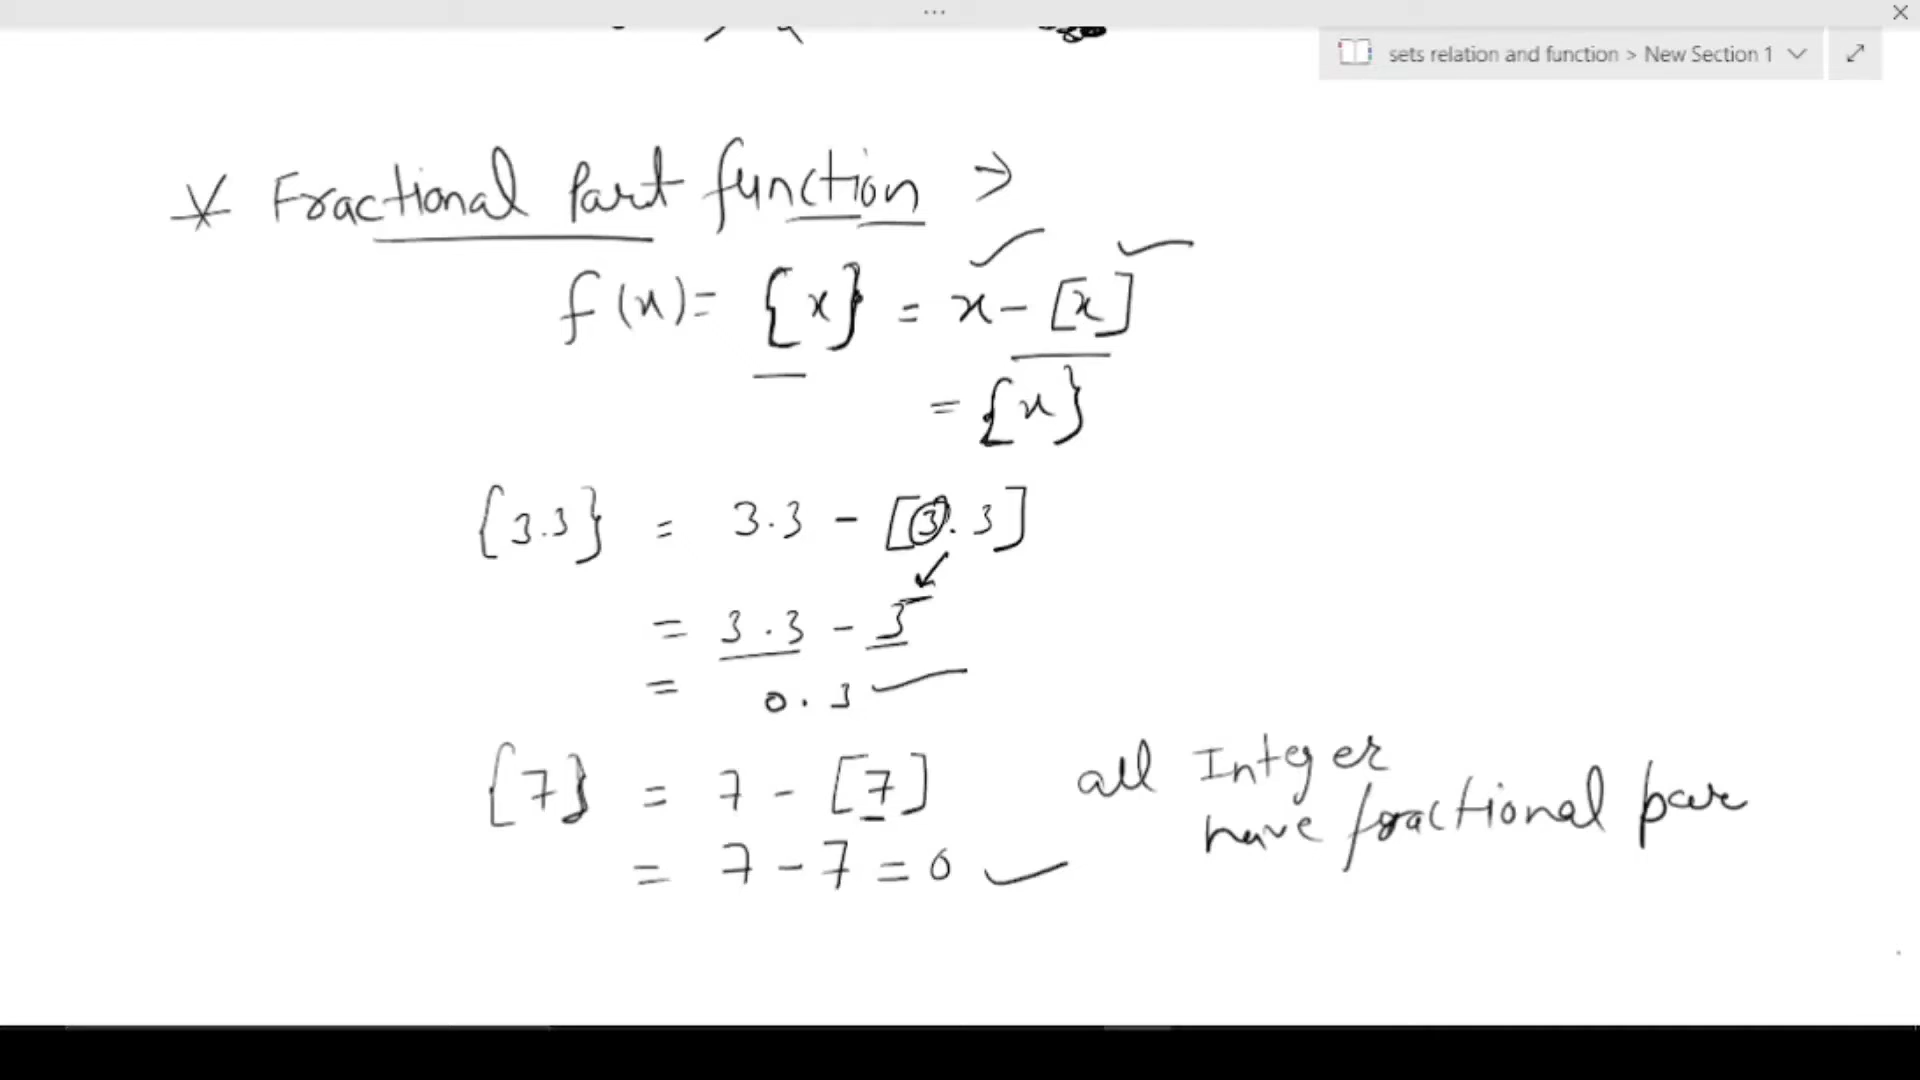 ...
sets relation and function > New Section 1
* Fractional Part function →
f(x) = {x} = x - [x]
= {x}
{3.3} = 3.3 - [3.3]
= 3.3 - 3
= 0.3
{7} = 7 - [7]
= 7 - 7 = 0
all Integer
have fractional par